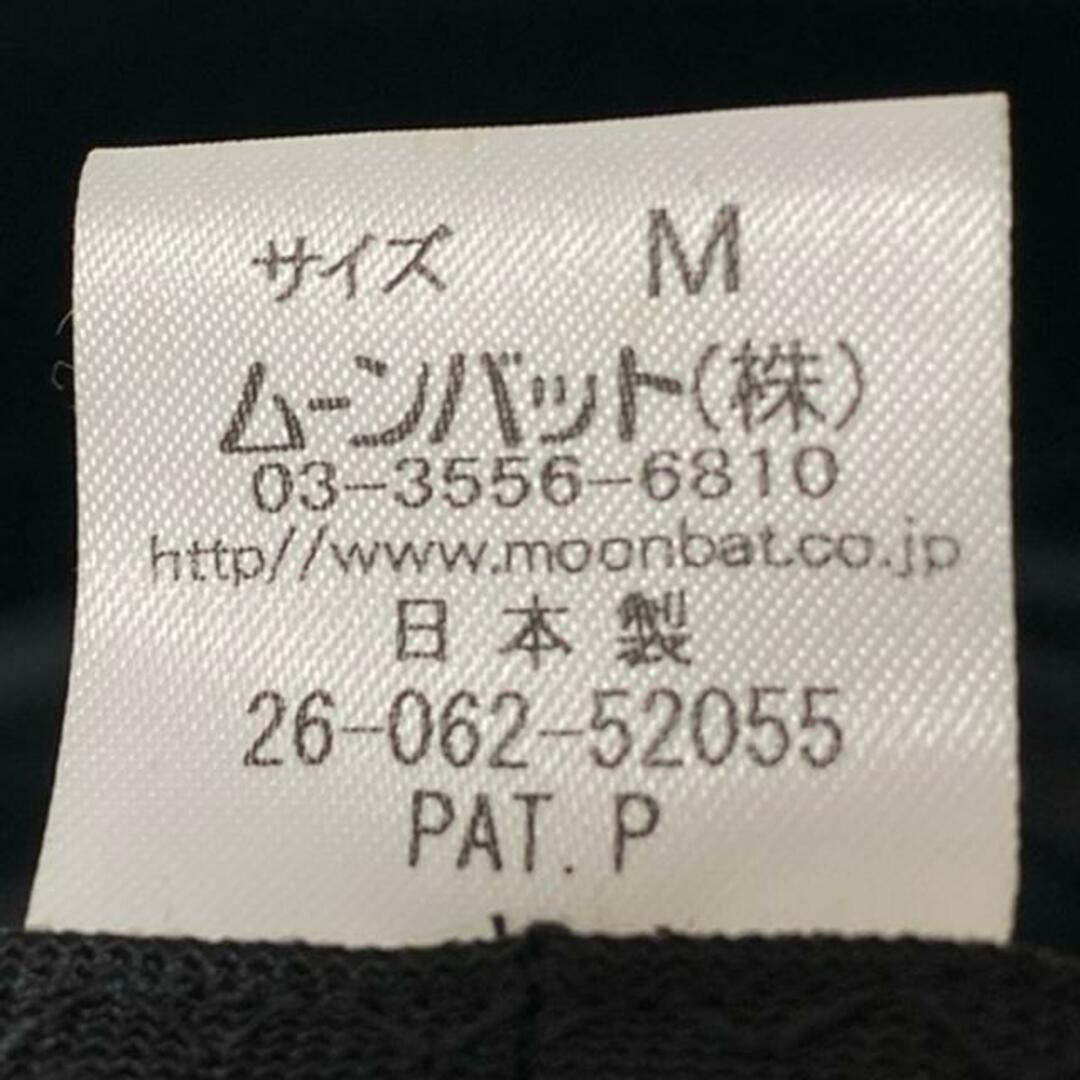 サイズ M
ムーンバット(株)
03-3556-6810
http//www.moonbat.co.jp
日本製
26-062-52055
PAT. P